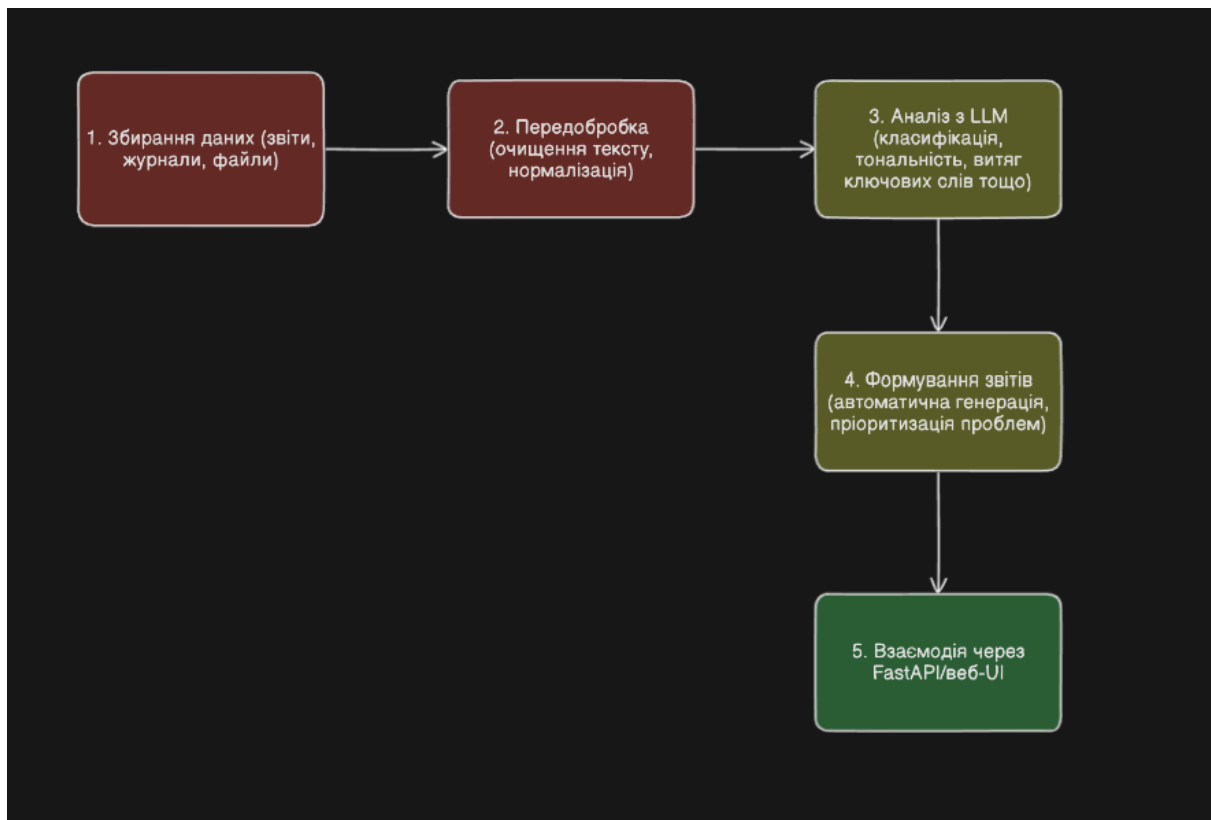 1. Збирання даних (звіти,
журнали, файли)
2. Передобробка
(очищення тексту,
нормалізація)
3. Аналіз з LLM
(класифікація,
тональність, витяг
ключових слів тощо)
4. Формування звітів
(автоматична генерація,
пріоритизація проблем)
5. Взаємодія через
FastAPI/веб-UI